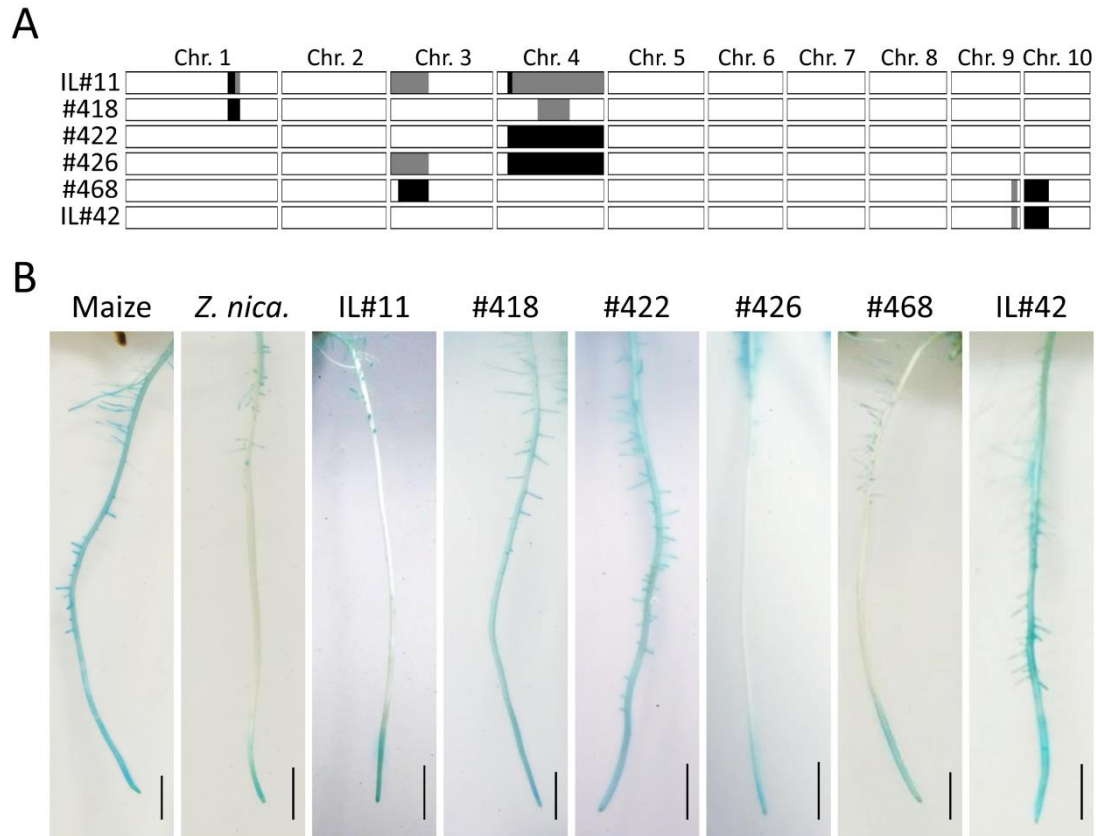 A
Chr. 1 Chr. 2 Chr. 3 Chr. 4 Chr. 5 Chr. 6 Chr. 7 Chr. 8 Chr. 9 Chr. 10
IL#11
#418
#422
#426
#468
IL#42
B
Maize Z. nica. IL#11 #418 #422 #426 #468 IL#42